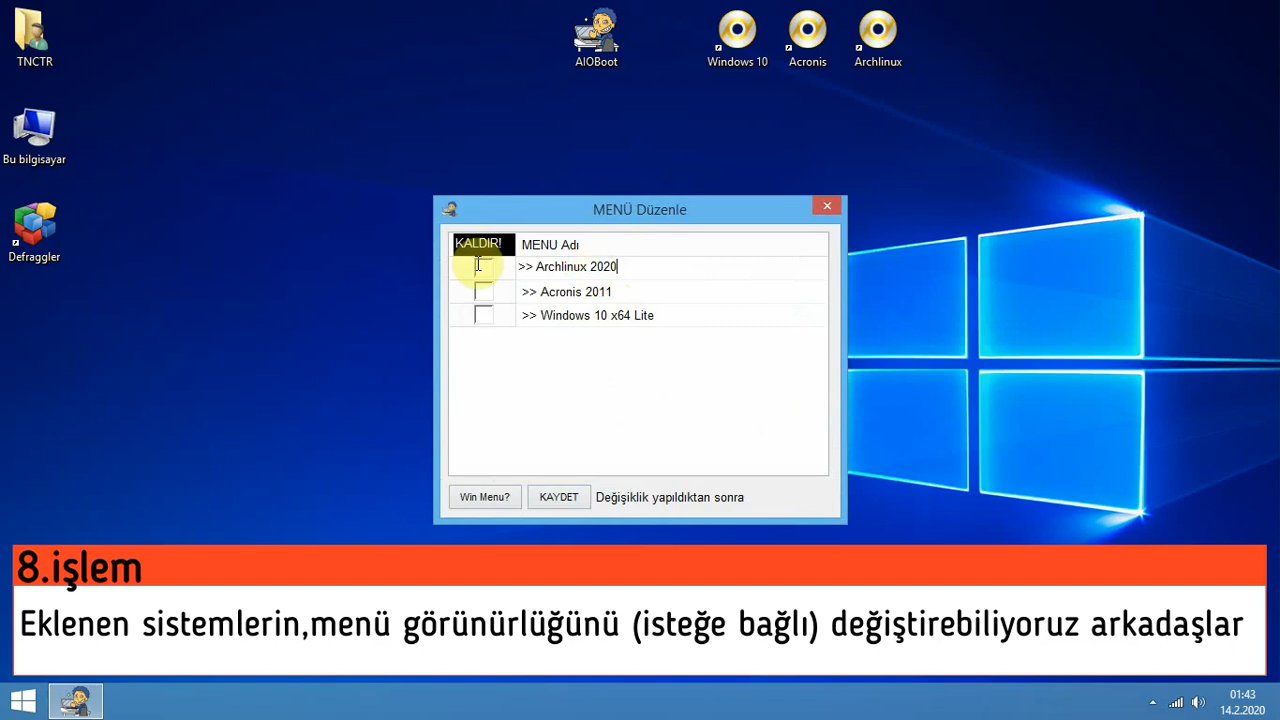 TNCTR
AIOBoot
Windows 10
Acronis
Archlinux
Bu bilgisayar
Defraggler
MENÜ Düzenle
KALDIR!
MENU Adı
>> Archlinux 2020
>> Acronis 2011
>> Windows 10 x64 Lite
Win Menu?
KAYDET
Değişiklik yapıldıktan sonra
8.işlem
Eklenen sistemlerin,menü görünürlüğünü (isteğe bağlı) değiştirebiliyoruz arkadaşlar
01:43
14.2.2020